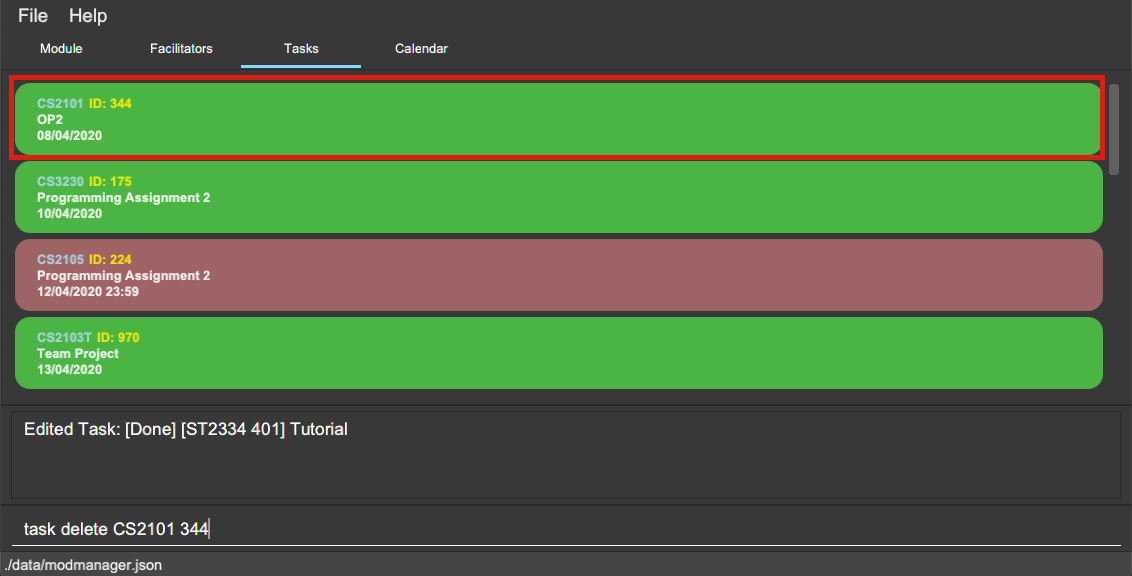 File Help
Module Facilitators Tasks Calendar
CS2101 ID: 344
OP2
08/04/2020
CS3230 ID: 175
Programming Assignment 2
10/04/2020
CS2105 ID: 224
Programming Assignment 2
12/04/2020 23:59
CS2103T ID: 970
Team Project
13/04/2020
Edited Task: [Done] [ST2334 401] Tutorial
task delete CS2101 344
./data/modmanager.json